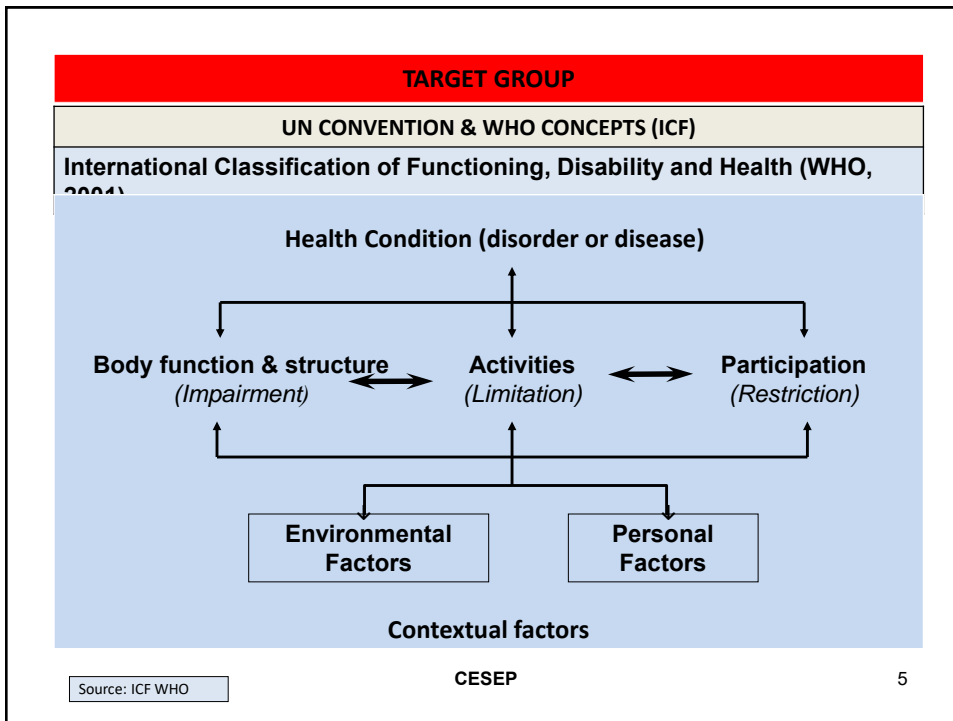 TARGET GROUP
UN CONVENTION & WHO CONCEPTS (ICF)
International Classification of Functioning, Disability and Health (WHO,
2001)
Health Condition (disorder or disease)
Body function & structure Activities Participation
(Impairment) (Limitation) (Restriction)
Environmental Personal
Factors Factors
Contextual factors
Source: ICF WHO CESEP 5